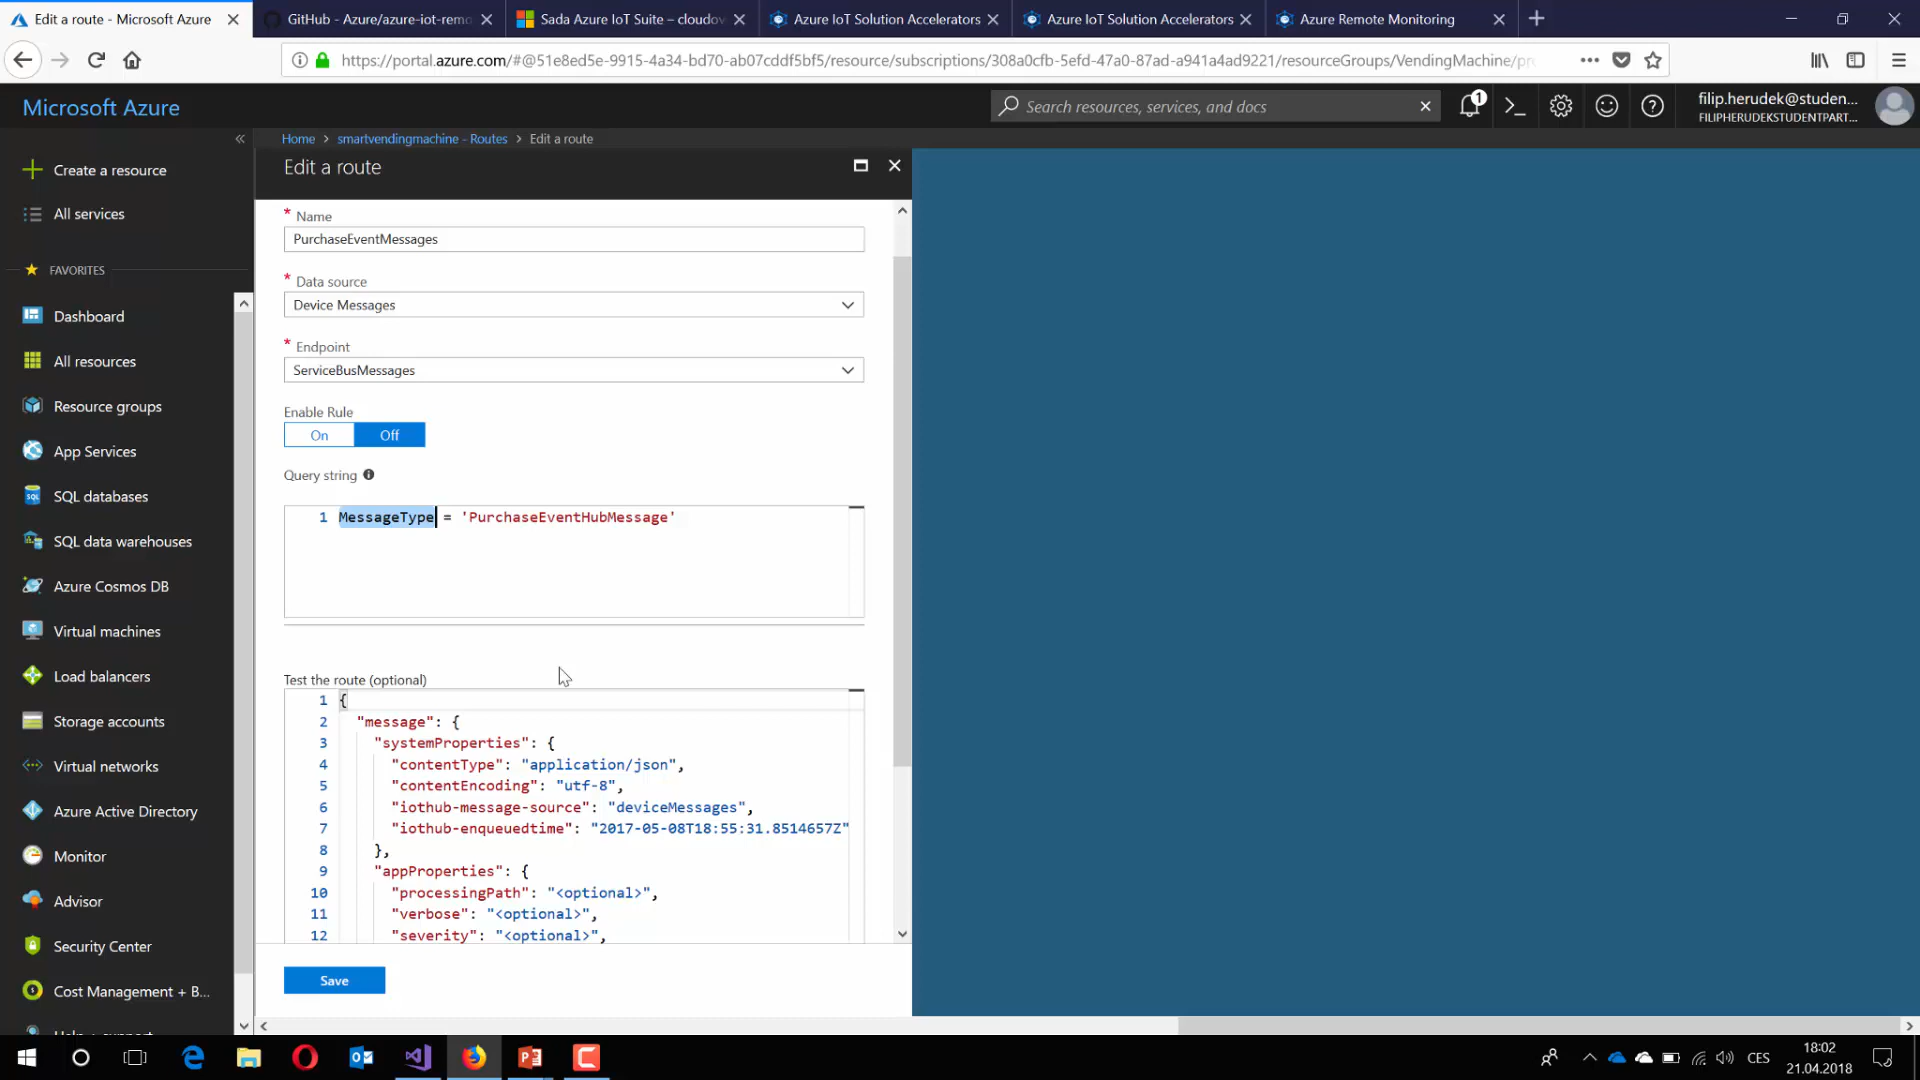 Edit a route - Microsoft Azure
GitHub - Azure/azure-iot-remo
Sada Azure IoT Suite – cloudov
Azure IoT Solution Accelerators
Azure IoT Solution Accelerators
Azure Remote Monitoring
https://portal.azure.com/#@51e8ed5e-9915-4a34-bd70-ab07cddf5bf5/resource/subscriptions/308a0cfb-5efd-47a0-87ad-a941a4ad9221/resourceGroups/VendingMachine/pr
Microsoft Azure
Search resources, services, and docs
1
filip.herudek@studen...
FILIPHERUDEKSTUDENTPART...
Home > smartvendingmachine - Routes > Edit a route
Edit a route
Create a resource
All services
FAVORITES
Dashboard
All resources
Resource groups
App Services
SQL databases
SQL data warehouses
Azure Cosmos DB
Virtual machines
Load balancers
Storage accounts
Virtual networks
Azure Active Directory
Monitor
Advisor
Security Center
Cost Management + B...
Help + support
* Name
PurchaseEventMessages
* Data source
Device Messages
* Endpoint
ServiceBusMessages
Enable Rule
On Off
Query string
1 MessageType = 'PurchaseEventHubMessage'
Test the route (optional)
1 {
2 "message": {
3 "systemProperties": {
4 "contentType": "application/json",
5 "contentEncoding": "utf-8",
6 "iothub-message-source": "deviceMessages",
7 "iothub-enqueuedtime": "2017-05-08T18:55:31.8514657Z"
8 },
9 "appProperties": {
10 "processingPath": "<optional>",
11 "verbose": "<optional>",
12 "severity": "<optional>",
Save
CES
18:02
21.04.2018